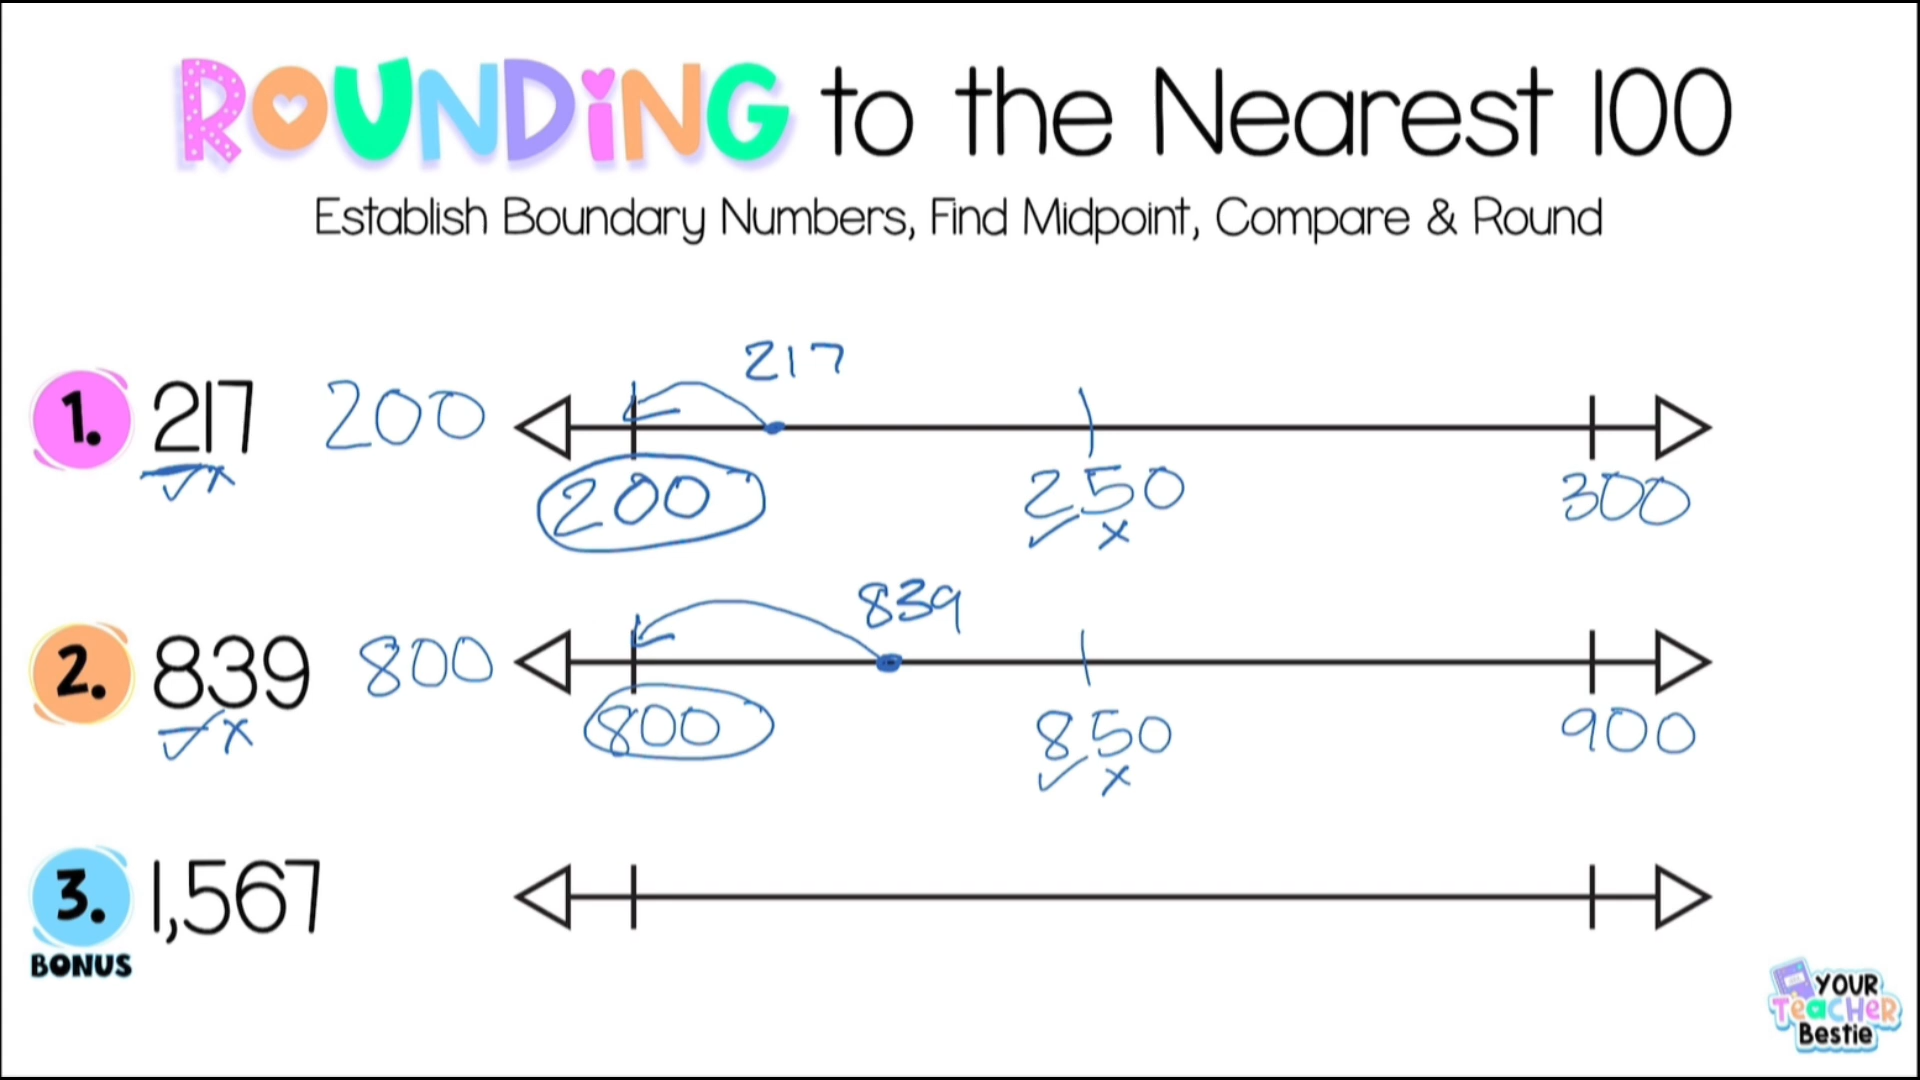 ROUNDiNG to the Nearest 100
Establish Boundary Numbers, Find Midpoint, Compare & Round
217
1. 217 200
200 250 300
x x
839
2. 839 800
800 850 900
x x
3. 1,567
BONUS
YOUR
TeacHeR
Bestie